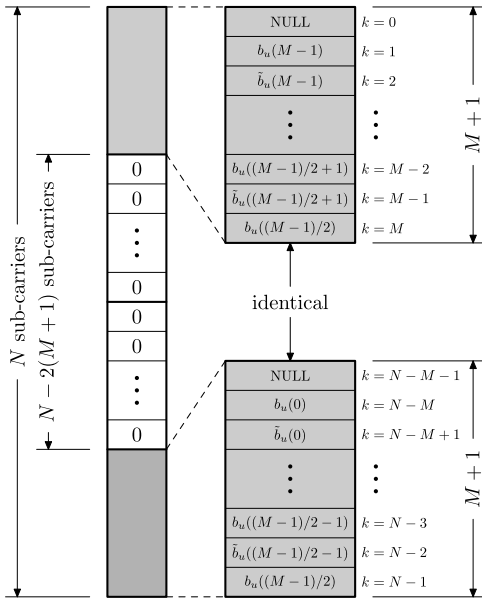 N sub-carriers
N − 2(M + 1) sub-carriers
0
0
⋮
0
0
0
⋮
0
NULL k = 0
b_u(M − 1) k = 1
b̃_u(M − 1) k = 2
⋮ ⋮
b_u((M − 1)/2 + 1) k = M − 2
b̃_u((M − 1)/2 + 1) k = M − 1
b_u((M − 1)/2) k = M
M + 1
identical
NULL k = N − M − 1
b_u(0) k = N − M
b̃_u(0) k = N − M + 1
⋮ ⋮
b_u((M − 1)/2 − 1) k = N − 3
b̃_u((M − 1)/2 − 1) k = N − 2
b_u((M − 1)/2) k = N − 1
M + 1